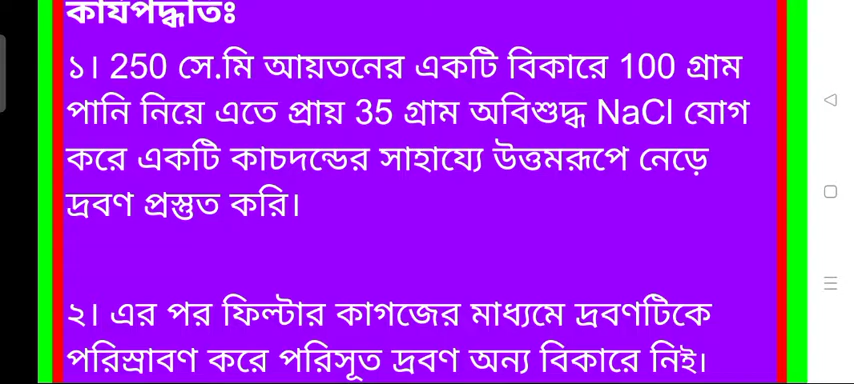 কার্যপদ্ধতিঃ
১। 250 সে.মি আয়তনের একটি বিকারে 100 গ্রাম
পানি নিয়ে এতে প্রায় 35 গ্রাম অবিশুদ্ধ NaCl যোগ
করে একটি কাচদন্ডের সাহায্যে উত্তমরূপে নেড়ে
দ্রবণ প্রস্তুত করি।
২। এর পর ফিল্টার কাগজের মাধ্যমে দ্রবণটিকে
পরিস্রাবণ করে পরিসূত দ্রবণ অন্য বিকারে নিই।